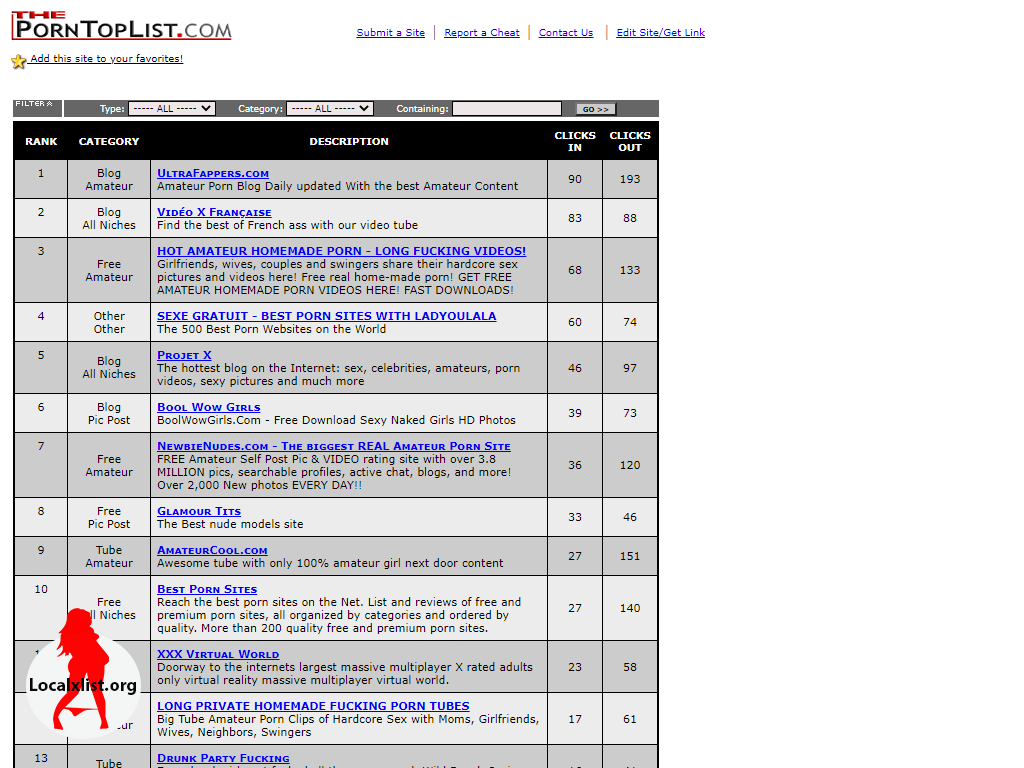 THE
PORNTOPLIST.COM
Submit a Site | Report a Cheat | Contact Us | Edit Site/Get Link
Add this site to your favorites!
FILTER Type: ----- ALL ----- Category: ----- ALL ----- Containing: GO >>
RANK CATEGORY DESCRIPTION CLICKS IN CLICKS OUT
1 Blog Amateur UltraFappers.com 90 193
Amateur Porn Blog Daily updated With the best Amateur Content
2 Blog All Niches Vidéo X Française 83 88
Find the best of French ass with our video tube
3 Free Amateur HOT AMATEUR HOMEMADE PORN - LONG FUCKING VIDEOS! 68 133
Girlfriends, wives, couples and swingers share their hardcore sex
pictures and videos here! Free real home-made porn! GET FREE
AMATEUR HOMEMADE PORN VIDEOS HERE! FAST DOWNLOADS!
4 Other Other SEXE GRATUIT - BEST PORN SITES WITH LADYOULALA 60 74
The 500 Best Porn Websites on the World
5 Blog All Niches Projet X 46 97
The hottest blog on the Internet: sex, celebrities, amateurs, porn
videos, sexy pictures and much more
6 Blog Pic Post Bool Wow Girls 39 73
BoolWowGirls.Com - Free Download Sexy Naked Girls HD Photos
7 Free Amateur NewbieNudes.com - The biggest REAL Amateur Porn Site 36 120
FREE Amateur Self Post Pic & VIDEO rating site with over 3.8
MILLION pics, searchable profiles, active chat, blogs, and more!
Over 2,000 New photos EVERY DAY!!
8 Free Pic Post Glamour Tits 33 46
The Best nude models site
9 Tube Amateur AmateurCool.com 27 151
Awesome tube with only 100% amateur girl next door content
10 Free Best Porn Sites 27 140
Reach the best porn sites on the Net. List and reviews of free and
premium porn sites, all organized by categories and ordered by
quality. More than 200 quality free and premium porn sites.
XXX Virtual World 23 58
Doorway to the internets largest massive multiplayer X rated adults
only virtual reality massive multiplayer virtual world.
Localxlist.org
LONG PRIVATE HOMEMADE FUCKING PORN TUBES 17 61
Big Tube Amateur Porn Clips of Hardcore Sex with Moms, Girlfriends,
Wives, Neighbors, Swingers
13 Tube Drunk Party Fucking